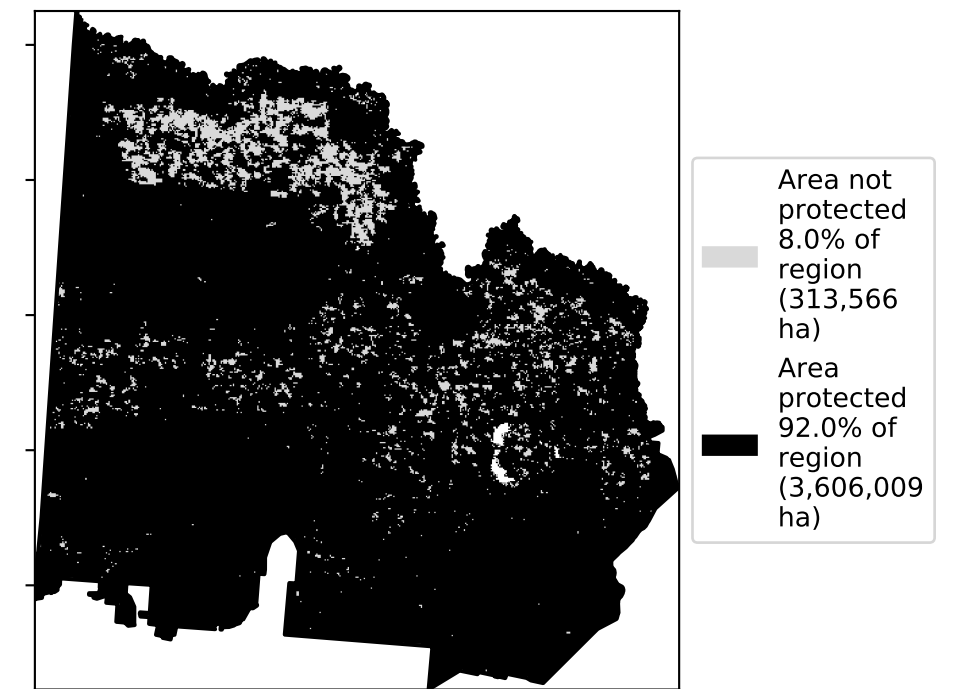 Area not
protected
8.0% of
region
(313,566
ha)
Area
protected
92.0% of
region
(3,606,009
ha)